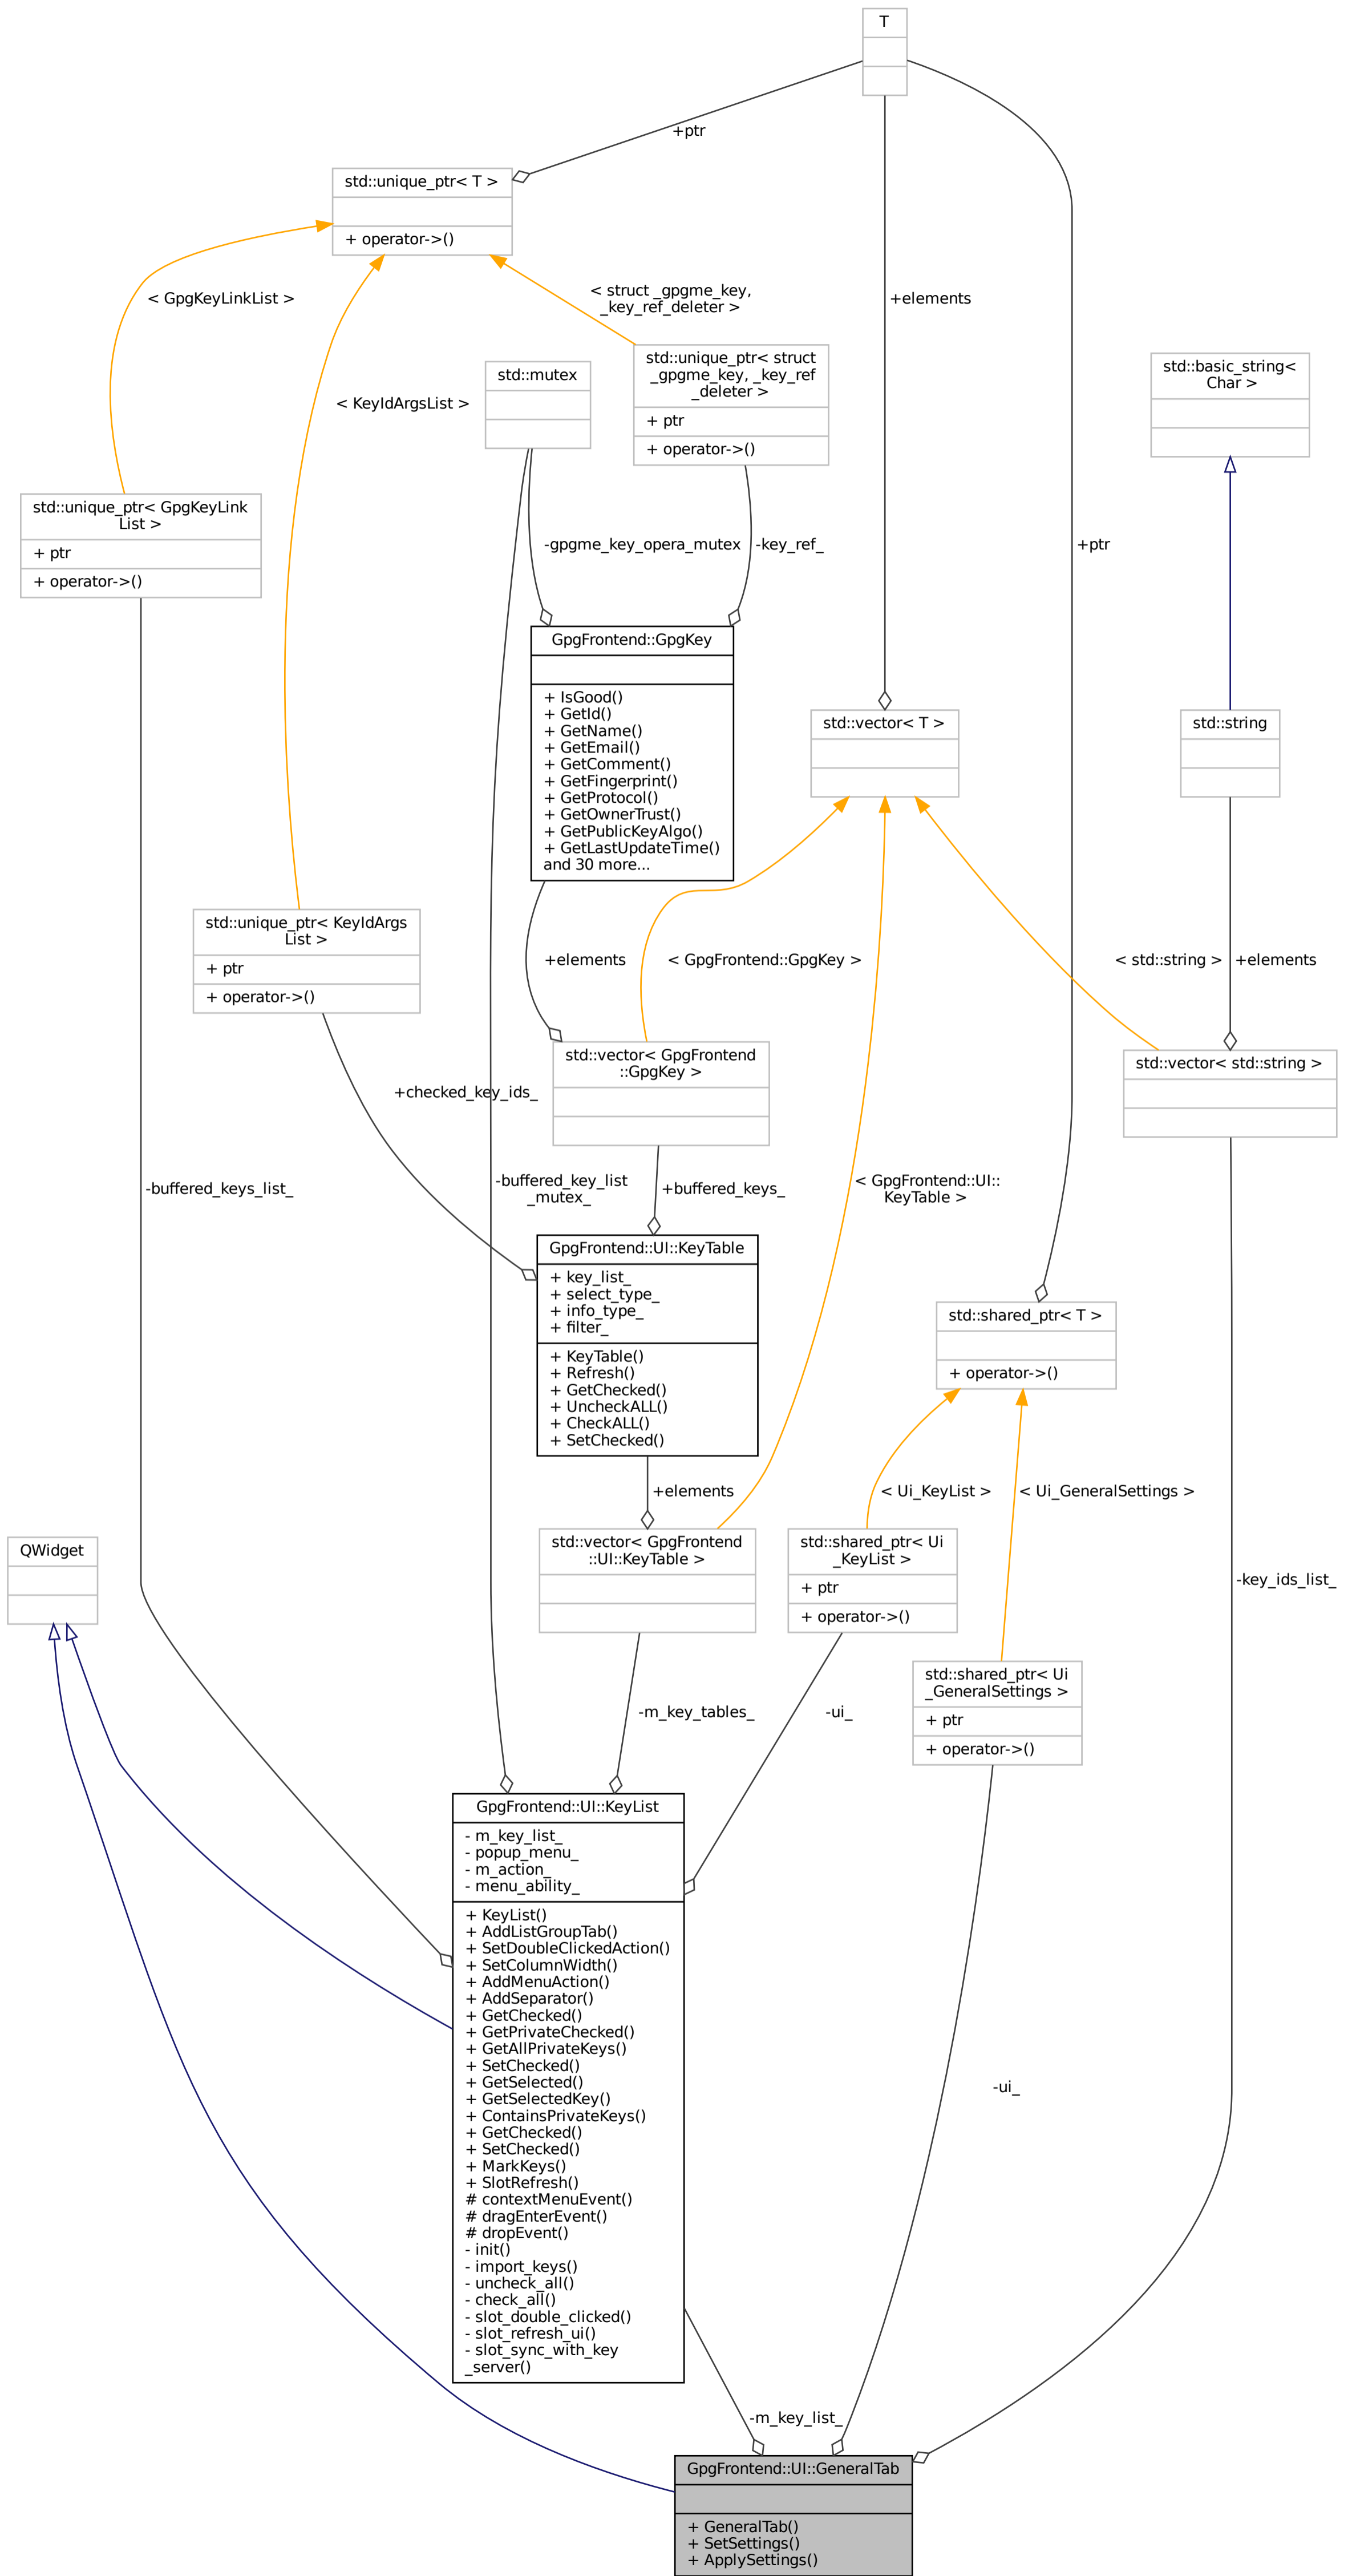 T
+ptr
std::unique_ptr< T >
+ operator->()
< GpgKeyLinkList >
< struct _gpgme_key,
_key_ref_deleter >
+elements
std::unique_ptr< struct
_gpgme_key, _key_ref
_deleter >
+ ptr
+ operator->()
std::mutex
std::basic_string<
Char >
< KeyIdArgsList >
std::unique_ptr< GpgKeyLink
List >
+ ptr
+ operator->()
-gpgme_key_opera_mutex
-key_ref_
+ptr
GpgFrontend::GpgKey
+ IsGood()
+ GetId()
+ GetName()
+ GetEmail()
+ GetComment()
+ GetFingerprint()
+ GetProtocol()
+ GetOwnerTrust()
+ GetPublicKeyAlgo()
+ GetLastUpdateTime()
and 30 more...
std::vector< T >
std::string
std::unique_ptr< KeyIdArgs
List >
+ ptr
+ operator->()
+elements
< GpgFrontend::GpgKey >
< std::string >
+elements
std::vector< GpgFrontend
::GpgKey >
std::vector< std::string >
+checked_key_ids_
-buffered_keys_list_
-buffered_key_list
_mutex_
+buffered_keys_
< GpgFrontend::UI::
KeyTable >
GpgFrontend::UI::KeyTable
+ key_list_
+ select_type_
+ info_type_
+ filter_
+ KeyTable()
+ Refresh()
+ GetChecked()
+ UncheckALL()
+ CheckALL()
+ SetChecked()
std::shared_ptr< T >
+ operator->()
+elements
< Ui_KeyList >
< Ui_GeneralSettings >
QWidget
std::vector< GpgFrontend
::UI::KeyTable >
std::shared_ptr< Ui
_KeyList >
+ ptr
+ operator->()
-key_ids_list_
std::shared_ptr< Ui
_GeneralSettings >
+ ptr
+ operator->()
-m_key_tables_
-ui_
GpgFrontend::UI::KeyList
- m_key_list_
- popup_menu_
- m_action_
- menu_ability_
+ KeyList()
+ AddListGroupTab()
+ SetDoubleClickedAction()
+ SetColumnWidth()
+ AddMenuAction()
+ AddSeparator()
+ GetChecked()
+ GetPrivateChecked()
+ GetAllPrivateKeys()
+ SetChecked()
+ GetSelected()
+ GetSelectedKey()
+ ContainsPrivateKeys()
+ GetChecked()
+ SetChecked()
+ MarkKeys()
+ SlotRefresh()
# contextMenuEvent()
# dragEnterEvent()
# dropEvent()
- init()
- import_keys()
- uncheck_all()
- check_all()
- slot_double_clicked()
- slot_refresh_ui()
- slot_sync_with_key
_server()
-ui_
-m_key_list_
GpgFrontend::UI::GeneralTab
+ GeneralTab()
+ SetSettings()
+ ApplySettings()